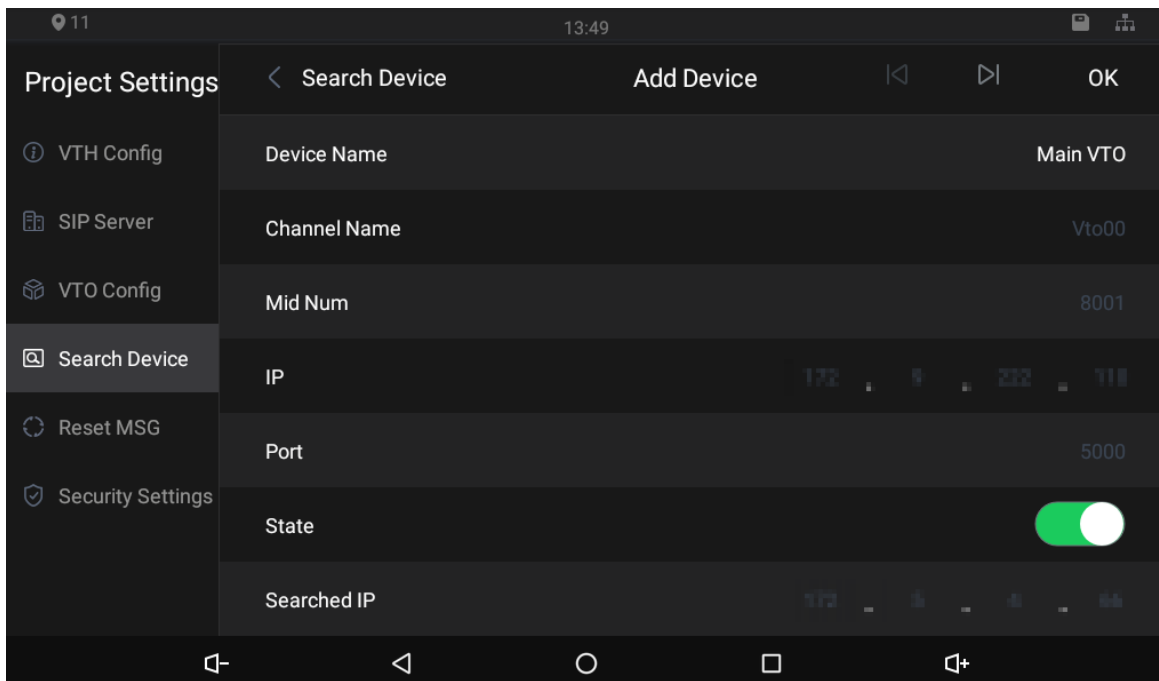 11
13:49
Project Settings
Search Device
Add Device
OK
VTH Config
SIP Server
VTO Config
Search Device
Reset MSG
Security Settings
Device Name
Main VTO
Channel Name
Vto00
Mid Num
8001
IP
Port
5000
State
Searched IP